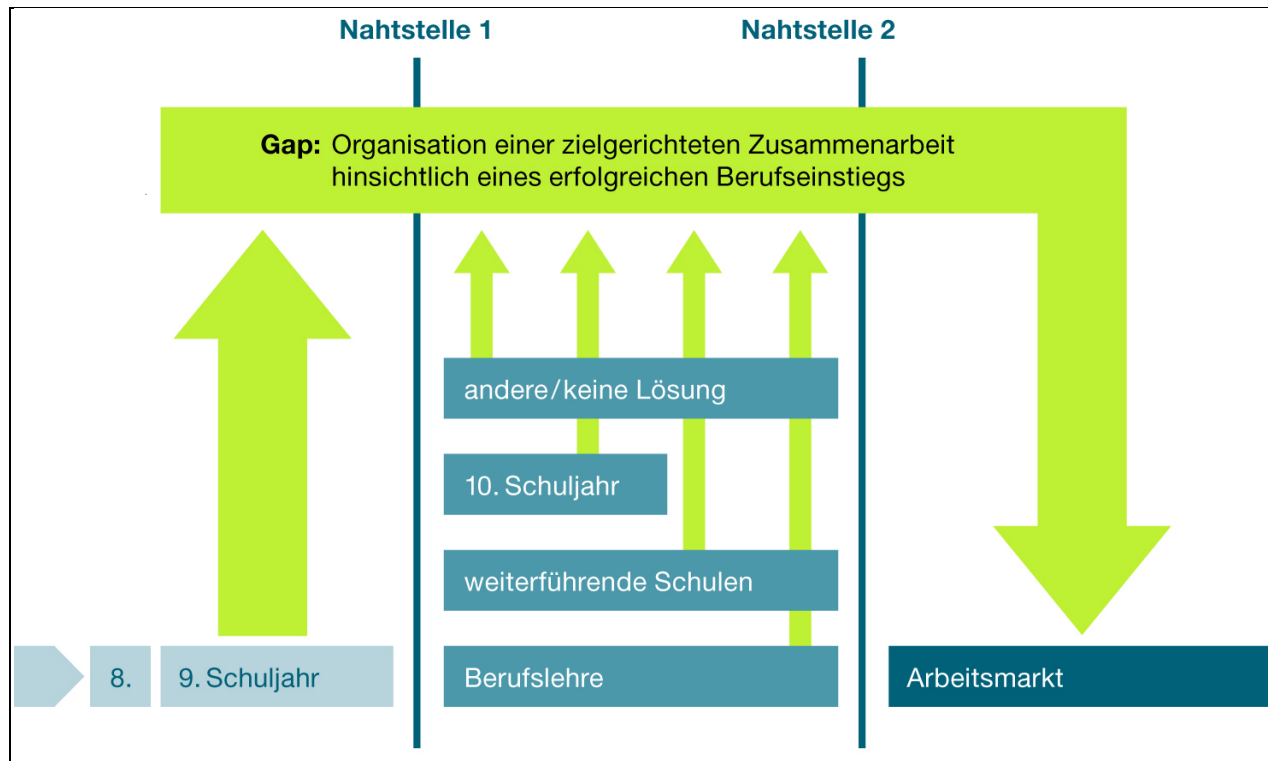 Nahtstelle 1
Nahtstelle 2
Gap: Organisation einer zielgerichteten Zusammenarbeit
hinsichtlich eines erfolgreichen Berufseinstiegs
andere/keine Lösung
10. Schuljahr
weiterführende Schulen
8.
9. Schuljahr
Berufslehre
Arbeitsmarkt